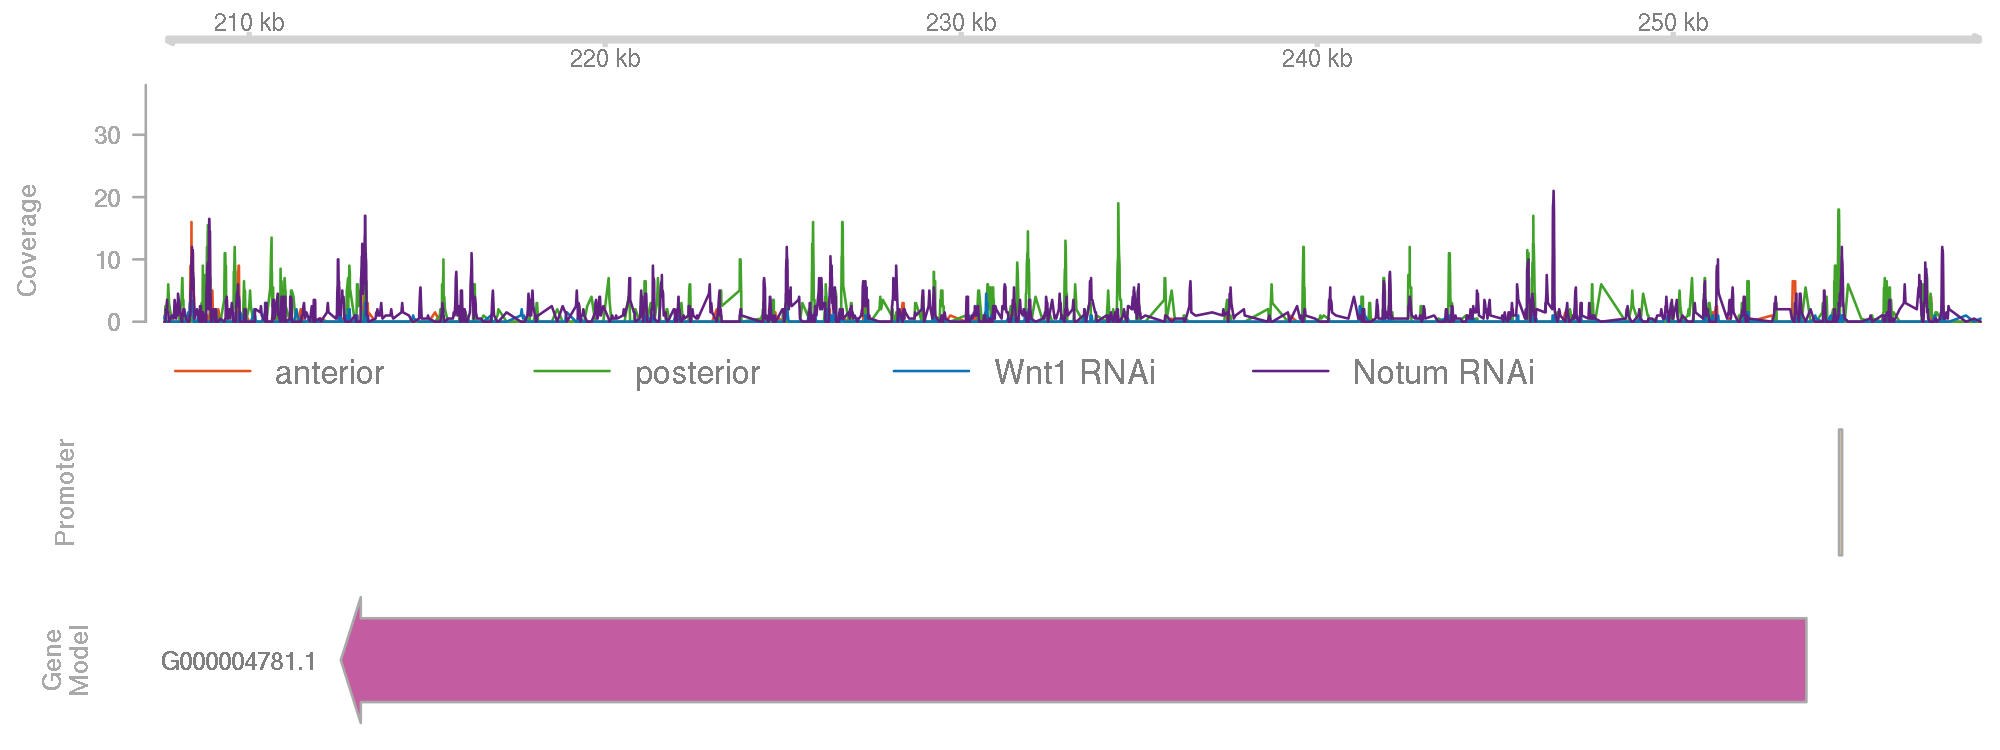 210 kb 230 kb 250 kb
220 kb 240 kb
Coverage
30
20
10
0
anterior posterior Wnt1 RNAi Notum RNAi
Promoter
0
Gene
Model
G000004781.1